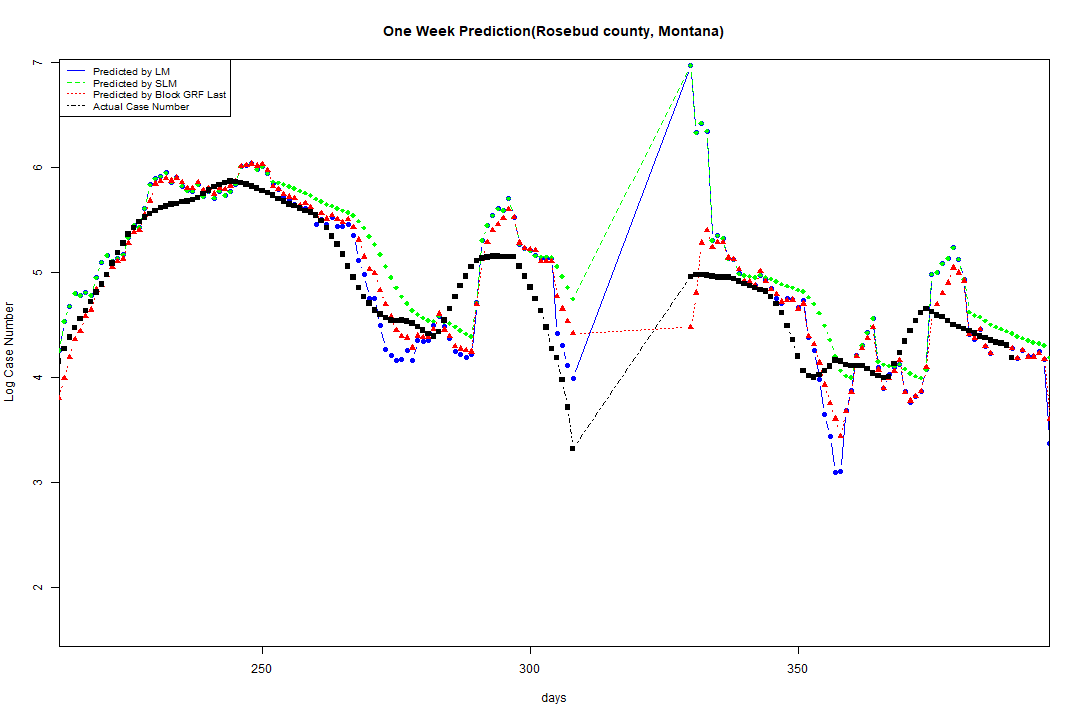 One Week Prediction(Rosebud county, Montana)
Predicted by LM
Predicted by SLM
Predicted by Block GRF Last
Actual Case Number
Log Case Number
7
6
5
4
3
2
250
300
350
days